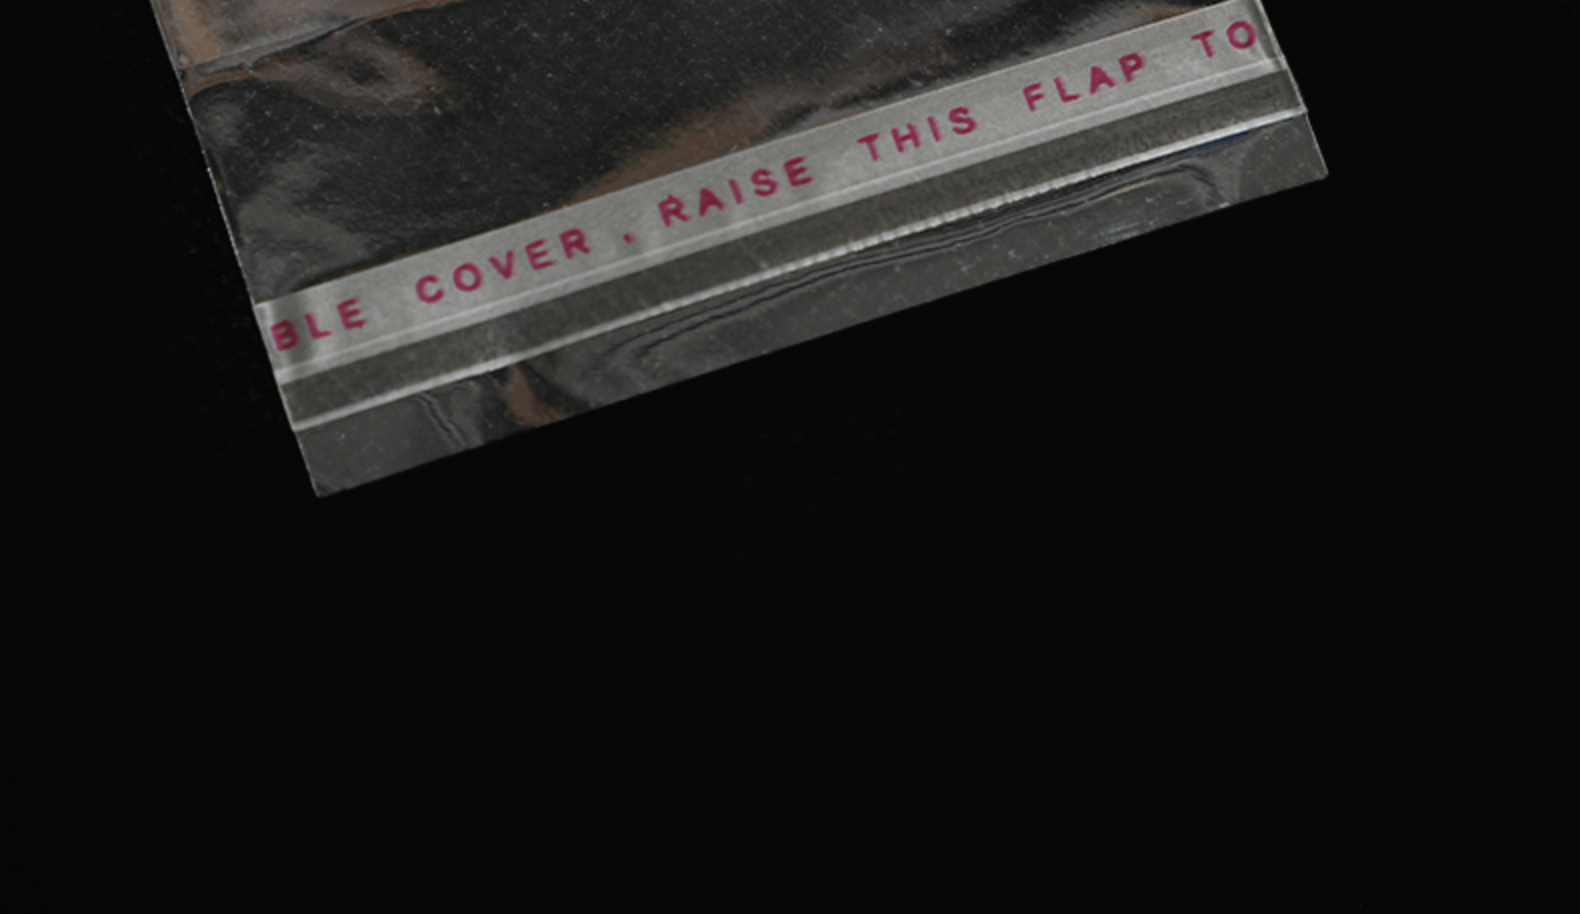 BLE COVER . RAISE THIS FLAP TO